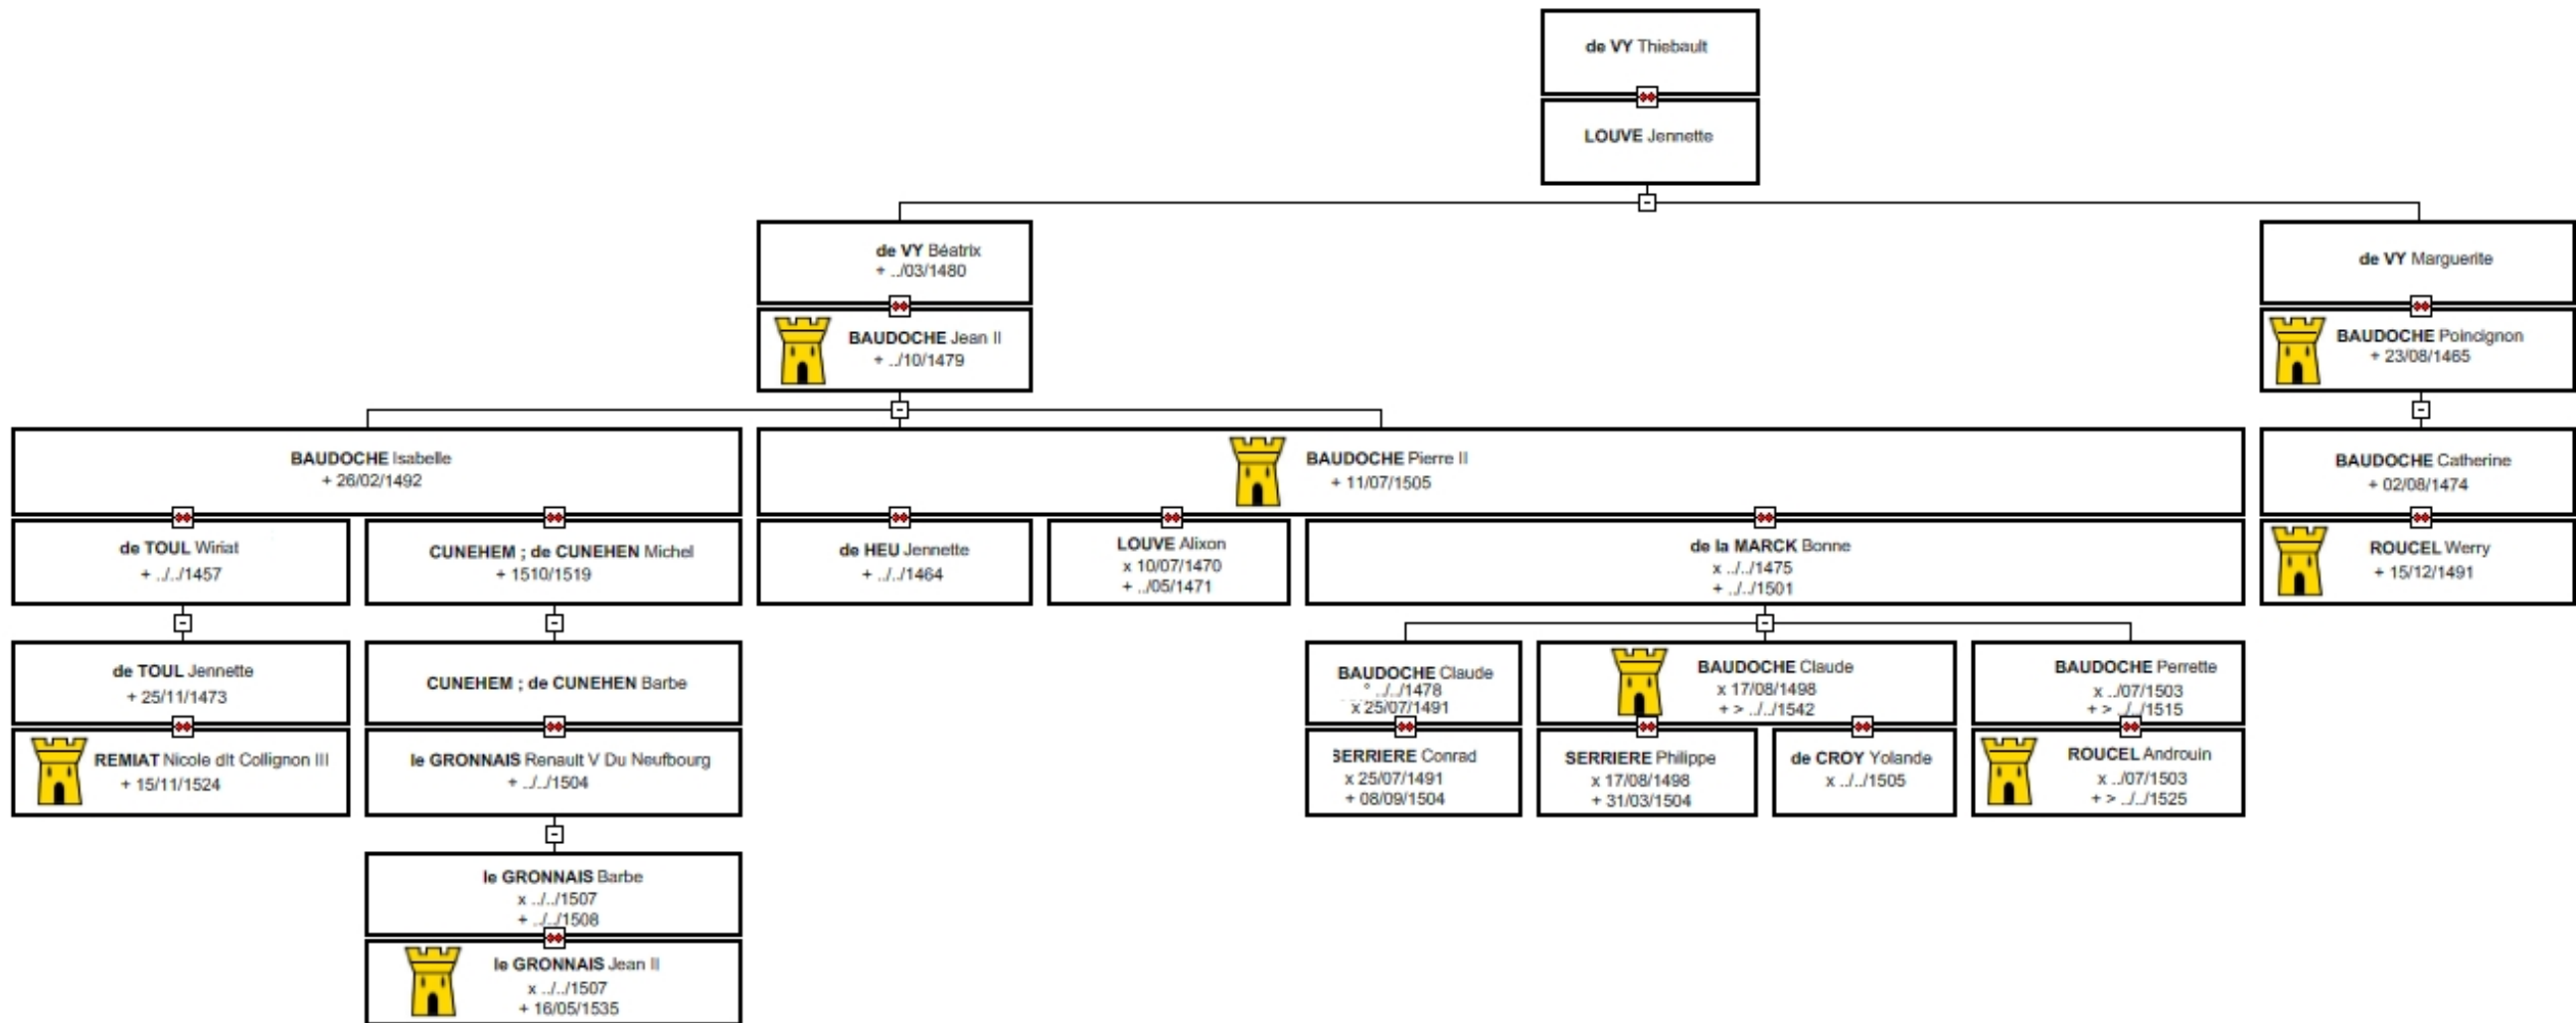 de VY Thiebault
LOUVE Jennette
de VY Béatrix
+ ../03/1480
BAUDOCHE Jean II
+ ../10/1479
de VY Marguerite
BAUDOCHE Poincignon
+ 23/08/1465
BAUDOCHE Isabelle
+ 26/02/1492
de TOUL Wiriat
+ ../../1457
CUNEHEM ; de CUNEHEN Michel
+ 1510/1519
BAUDOCHE Pierre II
+ 11/07/1505
de HEU Jennette
+ ../../1464
LOUVE Alixon
x 10/07/1470
+ ../05/1471
de la MARCK Bonne
x ../../1475
+ ../../1501
BAUDOCHE Catherine
+ 02/08/1474
ROUCEL Werry
+ 15/12/1491
de TOUL Jennette
+ 25/11/1473
REMIAT Nicole dit Collignon III
+ 15/11/1524
CUNEHEM ; de CUNEHEN Barbe
le GRONNAIS Renault V Du Neufbourg
+ ../../1504
BAUDOCHE Claude
° ../../1478
x 25/07/1491
SERRIERE Conrad
x 25/07/1491
+ 08/09/1504
BAUDOCHE Claude
x 17/08/1498
+ > ../../1542
SERRIERE Philippe
x 17/08/1498
+ 31/03/1504
de CROY Yolande
x ../../1505
BAUDOCHE Perrette
x ../07/1503
+ > ../../1515
ROUCEL Androuin
x ../07/1503
+ > ../../1525
le GRONNAIS Barbe
x ../../1507
+ ../../1508
le GRONNAIS Jean II
x ../../1507
+ 16/05/1535